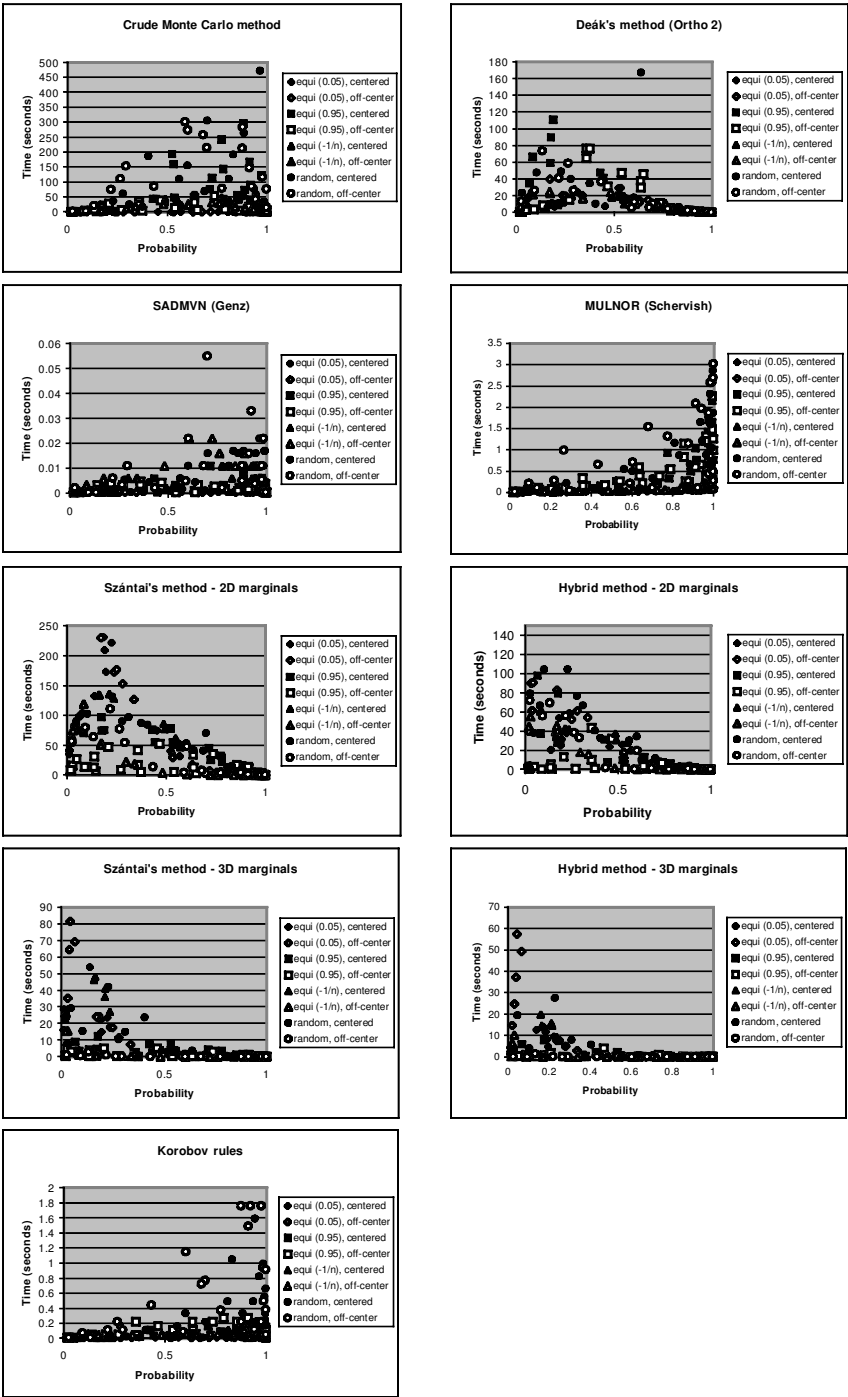 Crude Monte Carlo method
Time (seconds)
500
450
400
350
300
250
200
150
100
50
0
0 0.5 1
Probability
equi (0.05), centered
equi (0.05), off-center
equi (0.95), centered
equi (0.95), off-center
equi (-1/n), centered
equi (-1/n), off-center
random, centered
random, off-center
Deák's method (Ortho 2)
Time (seconds)
180
160
140
120
100
80
60
40
20
0
0 0.5 1
Probability
equi (0.05), centered
equi (0.05), off-center
equi (0.95), centered
equi (0.95), off-center
equi (-1/n), centered
equi (-1/n), off-center
random, centered
random, off-center
SADMVN (Genz)
Time (seconds)
0.06
0.05
0.04
0.03
0.02
0.01
0
0 0.5 1
Probability
equi (0.05), centered
equi (0.05), off-center
equi (0.95), centered
equi (0.95), off-center
equi (-1/n), centered
equi (-1/n), off-center
random, centered
random, off-center
MULNOR (Schervish)
Time (seconds)
3.5
3
2.5
2
1.5
1
0.5
0
0 0.2 0.4 0.6 0.8 1
Probability
equi (0.05), centered
equi (0.05), off-center
equi (0.95), centered
equi (0.95), off-center
equi (-1/n), centered
equi (-1/n), off-center
random, centered
random, off-center
Szántai's method - 2D marginals
Time (seconds)
250
200
150
100
50
0
0 0.5 1
Probability
equi (0.05), centered
equi (0.05), off-center
equi (0.95), centered
equi (0.95), off-center
equi (-1/n), centered
equi (-1/n), off-center
random, centered
random, off-center
Hybrid method - 2D marginals
Time (seconds)
140
120
100
80
60
40
20
0
0 0.5 1
Probability
equi (0.05), centered
equi (0.05), off-center
equi (0.95), centered
equi (0.95), off-center
equi (-1/n), centered
equi (-1/n), off-center
random, centered
random, off-center
Szántai's method - 3D marginals
Time (seconds)
90
80
70
60
50
40
30
20
10
0
0 0.5 1
Probability
equi (0.05), centered
equi (0.05), off-center
equi (0.95), centered
equi (0.95), off-center
equi (-1/n), centered
equi (-1/n), off-center
random, centered
random, off-center
Hybrid method - 3D marginals
Time (seconds)
70
60
50
40
30
20
10
0
0 0.2 0.4 0.6 0.8 1
Probability
equi (0.05), centered
equi (0.05), off-center
equi (0.95), centered
equi (0.95), off-center
equi (-1/n), centered
equi (-1/n), off-center
random, centered
random, off-center
Korobov rules
Time (seconds)
2
1.8
1.6
1.4
1.2
1
0.8
0.6
0.4
0.2
0
0 0.5 1
Probability
equi (0.05), centered
equi (0.05), off-center
equi (0.95), centered
equi (0.95), off-center
equi (-1/n), centered
equi (-1/n), off-center
random, centered
random, off-center